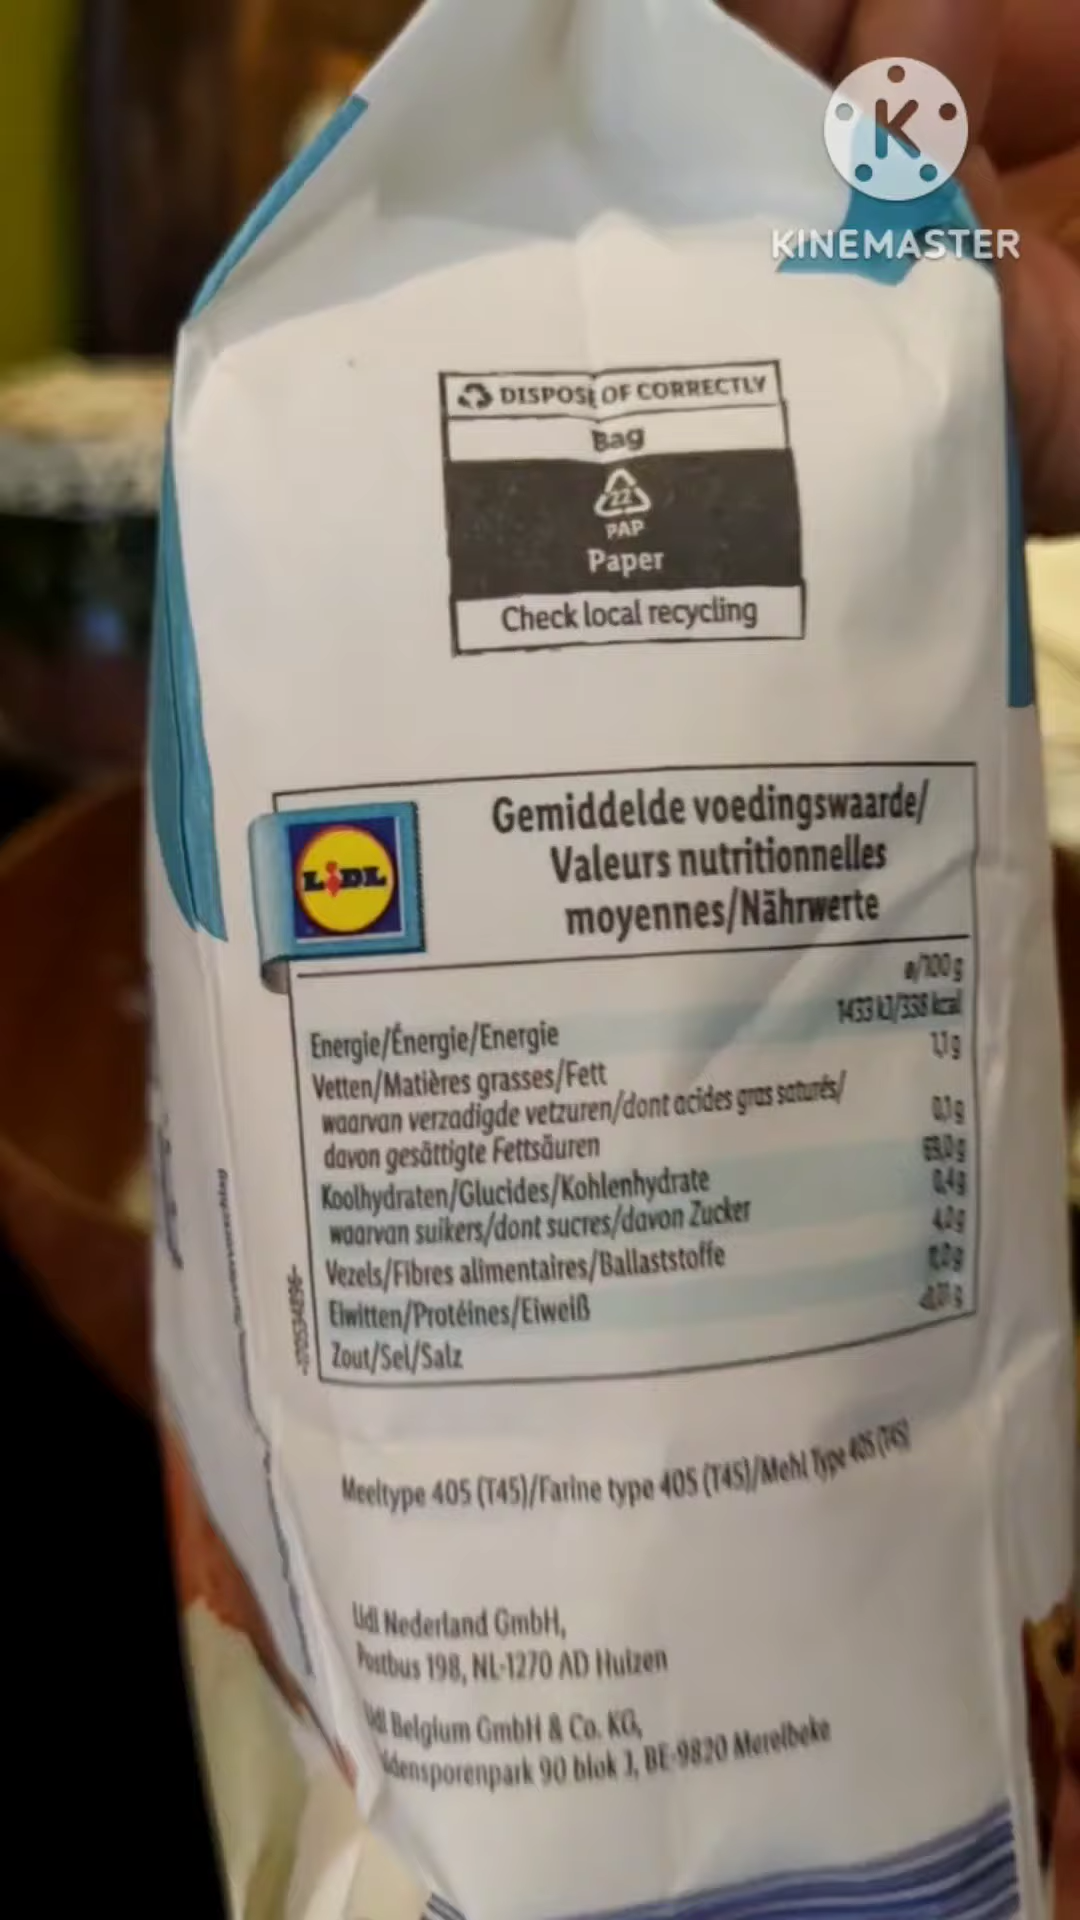 KINEMASTER
DISPOSE OF CORRECTLY
Bag
22
PAP
Paper
Check local recycling
LIDL
Gemiddelde voedingswaarde/
Valeurs nutritionnelles
moyennes/Nährwerte
ø/100 g
Energie/Énergie/Energie 1433 kJ/338 kcal
Vetten/Matières grasses/Fett 1,1 g
waarvan verzadigde vetzuren/dont acides gras saturés/
davon gesättigte Fettsäuren 0,1 g
Koolhydraten/Glucides/Kohlenhydrate 69,0 g
waarvan suikers/dont sucres/davon Zucker 0,4 g
Vezels/Fibres alimentaires/Ballaststoffe 4,0 g
Eiwitten/Protéines/Eiweiß
Zout/Sel/Salz
Meeltype 405 (T45)/Farine type 405 (T45)/Mehl Type 405 (T45)
Lidl Nederland GmbH,
Postbus 198, NL-1270 AD Huizen
Lidl Belgium GmbH & Co. KG,
90 blok J, BE-9820 Merelbeke